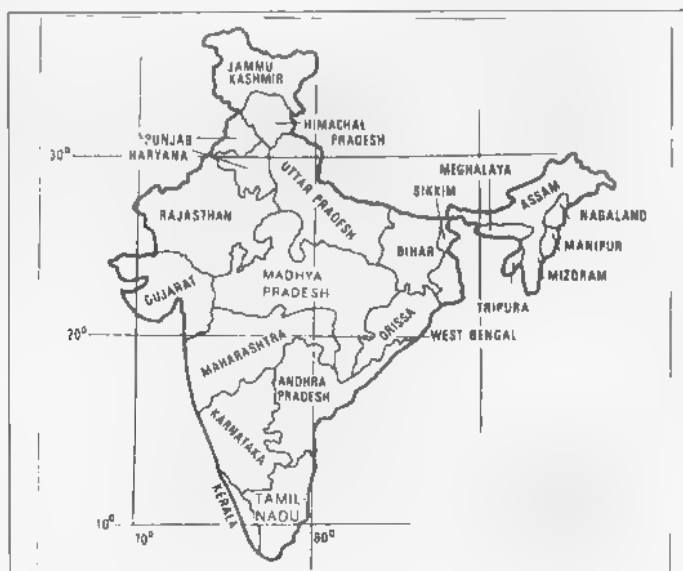 JAMMU
KASHMIR
HIMACHAL
PRADESH
PUNJAB
HARYANA
30°
MEGHALAYA
SIKKIM
ASSAM
UTTAR PRADESH
RAJASTHAN
NAGALAND
BIHAR
MANIPUR
MADHYA
PRADESH
GUJARAT
MIZORAM
TRIPURA
ORISSA
20°
WEST BENGAL
MAHARASHTRA
ANDHRA
PRADESH
KARNATAKA
TAMIL
NADU
KERALA
10°
70°
80°